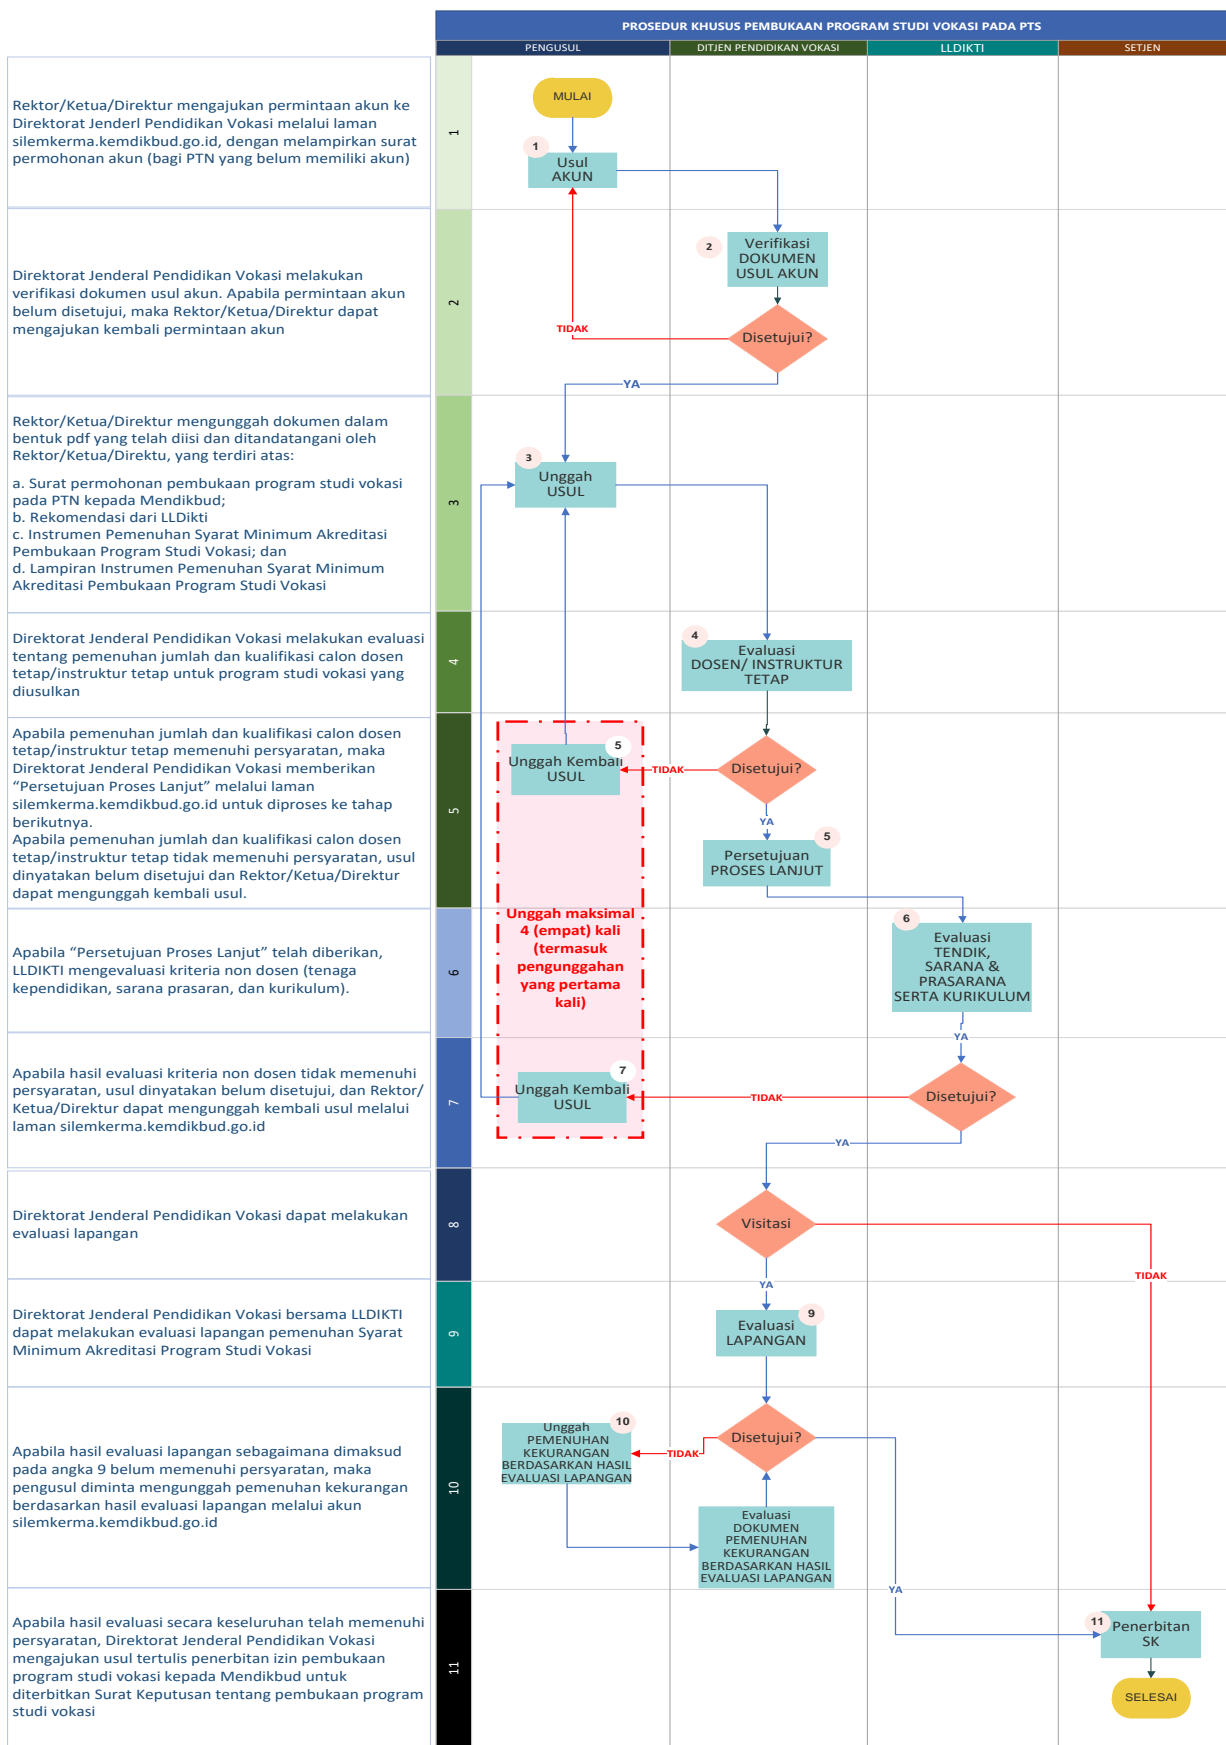 PROSEDUR KHUSUS PEMBUKAAN PROGRAM STUDI VOKASI PADA PTS
PENGUSUL
DITJEN PENDIDIKAN VOKASI
LLDIKTI
SETJEN
Rektor/Ketua/Direktur mengajukan permintaan akun ke
Direktorat Jenderl Pendidikan Vokasi melalui laman
silemkerma.kemdikbud.go.id, dengan melampirkan surat
permohonan akun (bagi PTN yang belum memiliki akun)
1
MULAI
1
Usul
AKUN
Direktorat Jenderal Pendidikan Vokasi melakukan
verifikasi dokumen usul akun. Apabila permintaan akun
belum disetujui, maka Rektor/Ketua/Direktur dapat
mengajukan kembali permintaan akun
2
2
Verifikasi
DOKUMEN
USUL AKUN
Disetujui?
TIDAK
YA
Rektor/Ketua/Direktur mengunggah dokumen dalam
bentuk pdf yang telah diisi dan ditandatangani oleh
Rektor/Ketua/Direktu, yang terdiri atas:
a. Surat permohonan pembukaan program studi vokasi
pada PTN kepada Mendikbud;
b. Rekomendasi dari LLDikti
c. Instrumen Pemenuhan Syarat Minimum Akreditasi
Pembukaan Program Studi Vokasi; dan
d. Lampiran Instrumen Pemenuhan Syarat Minimum
Akreditasi Pembukaan Program Studi Vokasi
3
3
Unggah
USUL
Direktorat Jenderal Pendidikan Vokasi melakukan evaluasi
tentang pemenuhan jumlah dan kualifikasi calon dosen
tetap/instruktur tetap untuk program studi vokasi yang
diusulkan
4
4
Evaluasi
DOSEN/ INSTRUKTUR
TETAP
Apabila pemenuhan jumlah dan kualifikasi calon dosen
tetap/instruktur tetap memenuhi persyaratan, maka
Direktorat Jenderal Pendidikan Vokasi memberikan
“Persetujuan Proses Lanjut” melalui laman
silemkerma.kemdikbud.go.id untuk diproses ke tahap
berikutnya.
Apabila pemenuhan jumlah dan kualifikasi calon dosen
tetap/instruktur tetap tidak memenuhi persyaratan, usul
dinyatakan belum disetujui dan Rektor/Ketua/Direktur
dapat mengunggah kembali usul.
5
5
Unggah Kembali
USUL
TIDAK
Disetujui?
YA
5
Persetujuan
PROSES LANJUT
Unggah maksimal
4 (empat) kali
(termasuk
pengunggahan
yang pertama
kali)
Apabila “Persetujuan Proses Lanjut” telah diberikan,
LLDIKTI mengevaluasi kriteria non dosen (tenaga
kependidikan, sarana prasaran, dan kurikulum).
6
6
Evaluasi
TENDIK,
SARANA &
PRASARANA
SERTA KURIKULUM
YA
Apabila hasil evaluasi kriteria non dosen tidak memenuhi
persyaratan, usul dinyatakan belum disetujui, dan Rektor/
Ketua/Direktur dapat mengunggah kembali usul melalui
laman silemkerma.kemdikbud.go.id
7
7
Unggah Kembali
USUL
TIDAK
Disetujui?
YA
Direktorat Jenderal Pendidikan Vokasi dapat melakukan
evaluasi lapangan
8
Visitasi
TIDAK
YA
Direktorat Jenderal Pendidikan Vokasi bersama LLDIKTI
dapat melakukan evaluasi lapangan pemenuhan Syarat
Minimum Akreditasi Program Studi Vokasi
9
9
Evaluasi
LAPANGAN
Apabila hasil evaluasi lapangan sebagaimana dimaksud
pada angka 9 belum memenuhi persyaratan, maka
pengusul diminta mengunggah pemenuhan kekurangan
berdasarkan hasil evaluasi lapangan melalui akun
silemkerma.kemdikbud.go.id
10
10
Unggah
PEMENUHAN
KEKURANGAN
BERDASARKAN HASIL
EVALUASI LAPANGAN
TIDAK
Disetujui?
Evaluasi
DOKUMEN
PEMENUHAN
KEKURANGAN
BERDASARKAN HASIL
EVALUASI LAPANGAN
YA
Apabila hasil evaluasi secara keseluruhan telah memenuhi
persyaratan, Direktorat Jenderal Pendidikan Vokasi
mengajukan usul tertulis penerbitan izin pembukaan
program studi vokasi kepada Mendikbud untuk
diterbitkan Surat Keputusan tentang pembukaan program
studi vokasi
11
11
Penerbitan
SK
SELESAI